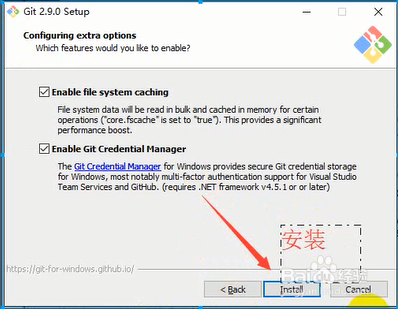 Git 2.9.0 Setup
Configuring extra options
Which features would you like to enable?
Enable file system caching
File system data will be read in bulk and cached in memory for certain
operations ("core.fscache" is set to "true"). This provides a significant
performance boost.
Enable Git Credential Manager
The Git Credential Manager for Windows provides secure Git credential storage
for Windows, most notably multi-factor authentication support for Visual Studio
Team Services and GitHub. (requires .NET framework v4.5.1 or or later)
安装
https://git-for-windows.github.io/
Bai 经验
< Back
Install
Cancel